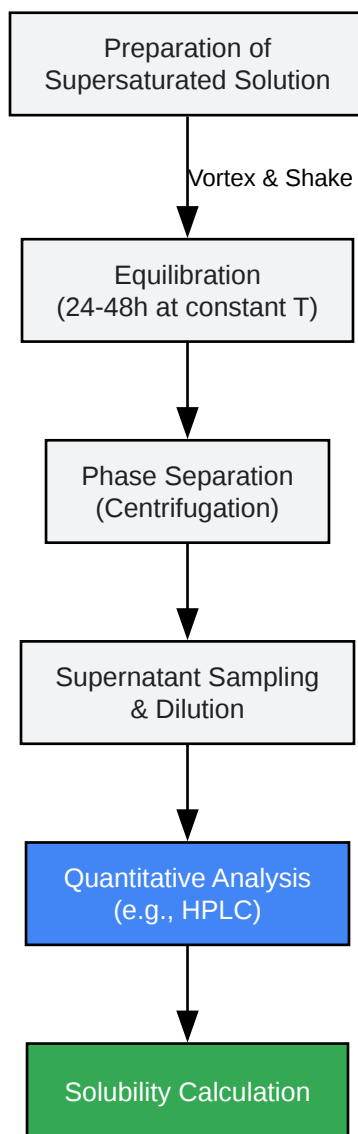 Preparation of
Supersaturated Solution
Vortex & Shake
Equilibration
(24-48h at constant T)
Phase Separation
(Centrifugation)
Supernatant Sampling
& Dilution
Quantitative Analysis
(e.g., HPLC)
Solubility Calculation